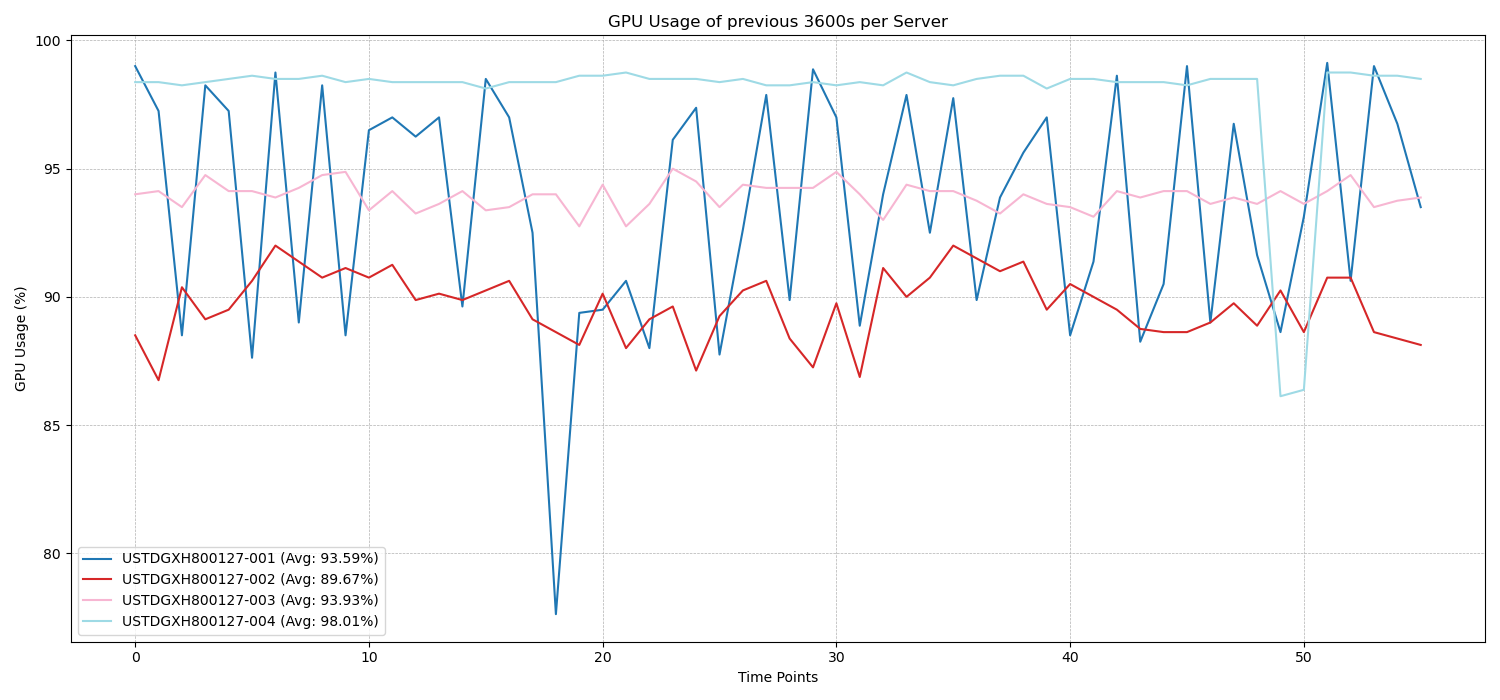 GPU Usage of previous 3600s per Server
100
95
90
85
80
GPU Usage (%)
USTDGXH800127-001 (Avg: 93.59%)
USTDGXH800127-002 (Avg: 89.67%)
USTDGXH800127-003 (Avg: 93.93%)
USTDGXH800127-004 (Avg: 98.01%)
0 10 20 30 40 50
Time Points